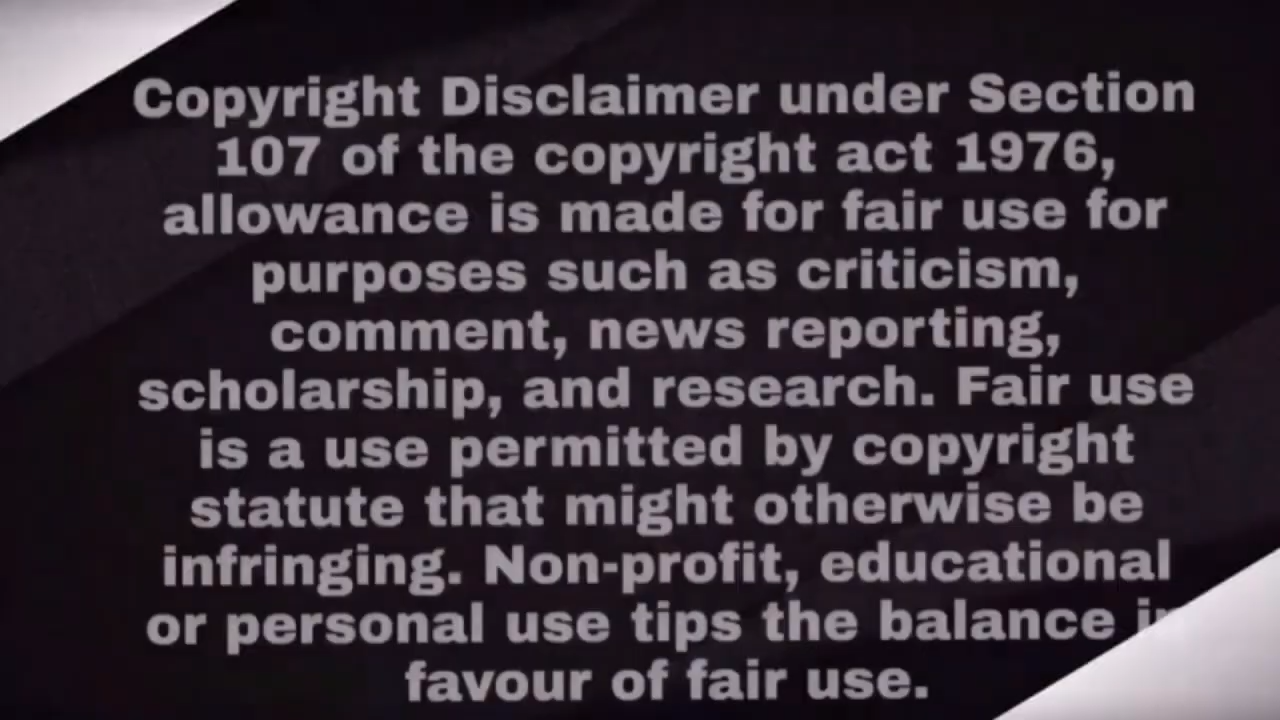 Copyright Disclaimer under Section
107 of the copyright act 1976,
allowance is made for fair use for
purposes such as criticism,
comment, news reporting,
scholarship, and research. Fair use
is a use permitted by copyright
statute that might otherwise be
infringing. Non-profit, educational
or personal use tips the balance in
favour of fair use.